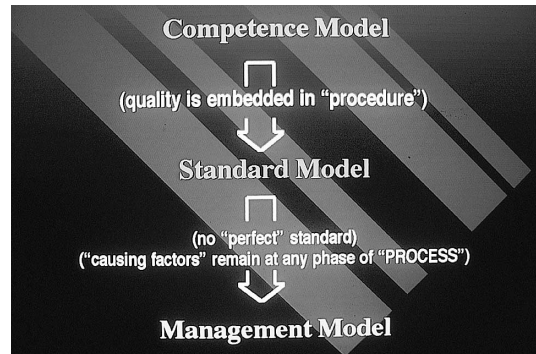 Competence Model
(quality is embedded in “procedure”)
Standard Model
(no “perfect” standard)
(“causing factors” remain at any phase of “PROCESS”)
Management Model